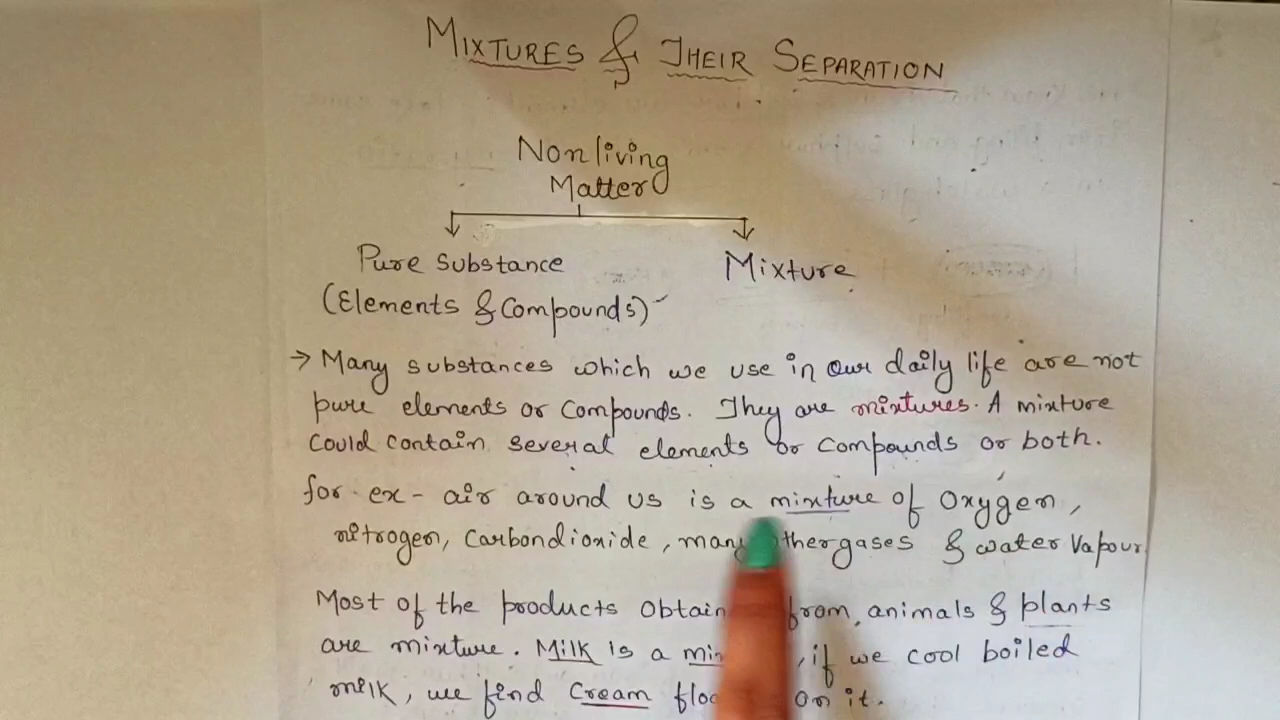 MIXTURES & THEIR SEPARATION
Nonliving
Matter
Pure Substance
Mixture
(Elements & Compounds)
→ Many substances which we use in our daily life are not
pure elements or compounds. They are mixtures. A mixture
could contain several elements or compounds or both.
for ex- air around us is a mixture of Oxygen,
nitrogen, Carbondioxide, many gases & water Vapour
Most of the products from animals & plants
are mixture. Milk is a , if we cool boiled
milk, we find Cream on it.